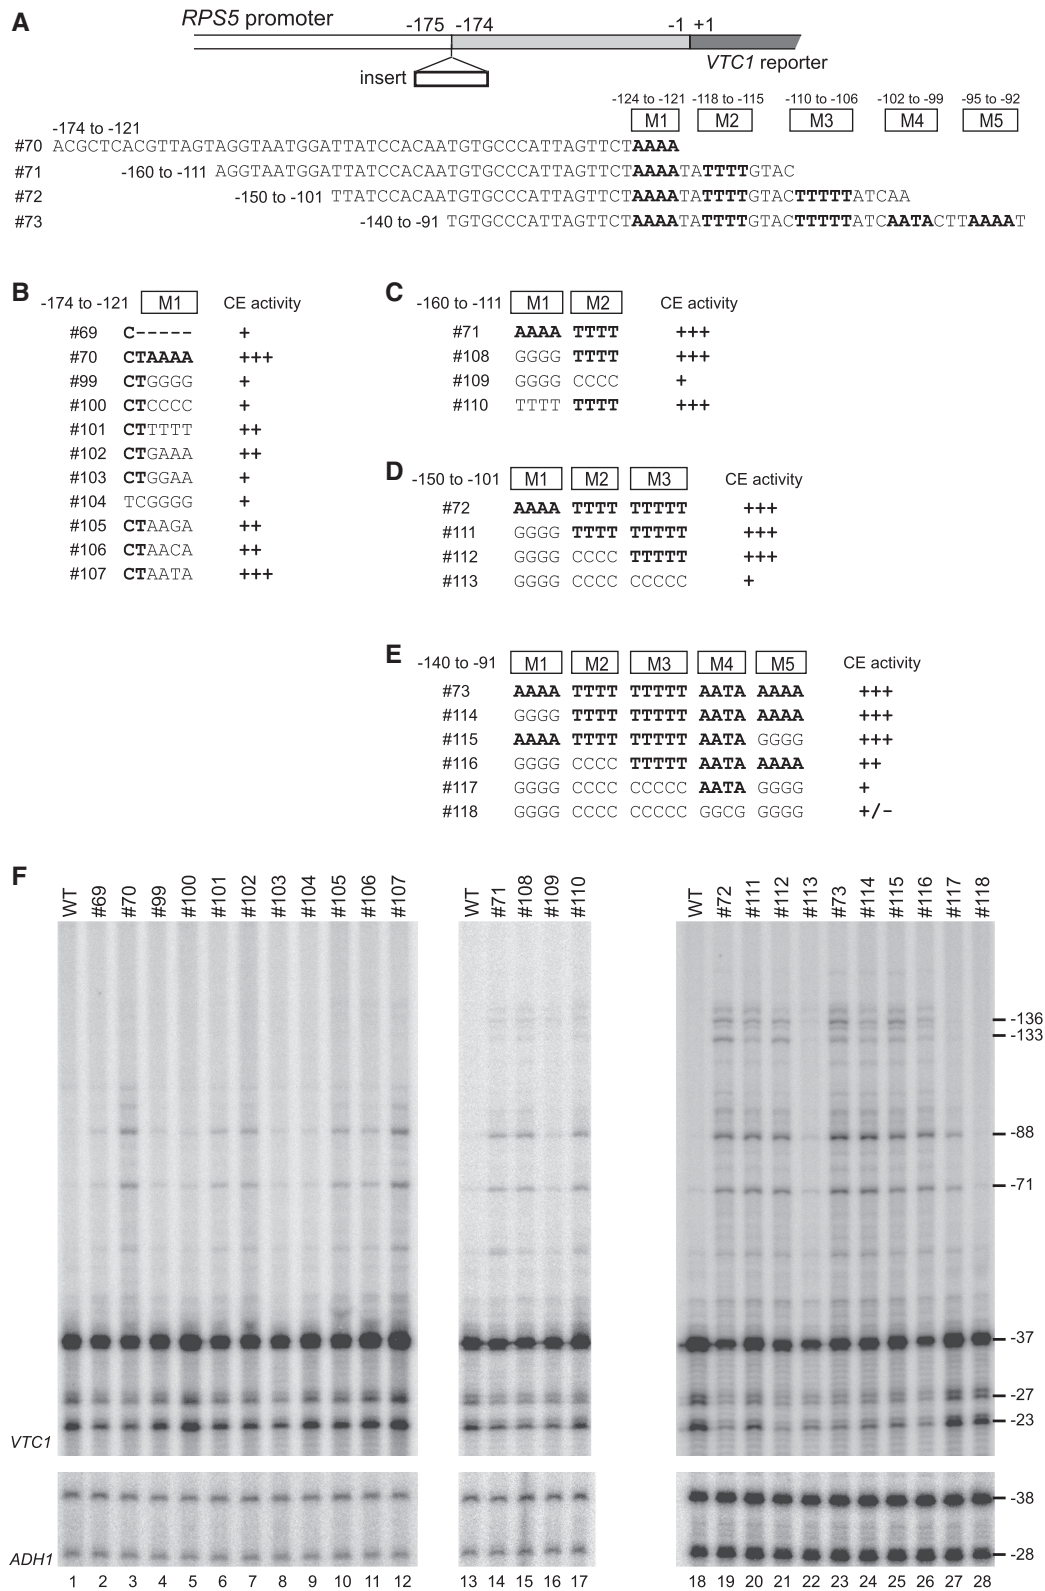 A
RPS5 promoter
-175 -174 -1 +1
VTC1 reporter
insert
-124 to -121 -118 to -115 -110 to -106 -102 to -99 -95 to -92
M1 M2 M3 M4 M5
-174 to -121
#70 ACGCTCACGTTAGTAGGTAATGGATTATCCACAATGTGCCCATTAGTTCTAAAA
#71 -160 to -111 AGGTAATGGATTATCCACAATGTGCCCATTAGTTCTAAAATATTTTGTAC
#72 -150 to -101 TTATCCACAATGTGCCCATTAGTTCTAAAATATTTTGTACTTTTTATCAA
#73 -140 to -91 TGTGCCCATTAGTTCTAAAATATTTTGTACTTTTTATCAATACTTAAAAT
B
-174 to -121 M1 CE activity
#69 C----- +
#70 CTAAAA +++
#99 CTGGGG +
#100 CTCCCC +
#101 CTTTTT ++
#102 CTGAAA ++
#103 CTGGAA +
#104 TCGGGG +
#105 CTAAGA ++
#106 CTAACA ++
#107 CTAATA +++
C
-160 to -111 M1 M2 CE activity
#71 AAAA TTTT +++
#108 GGGG TTTT +++
#109 GGGG CCCC +
#110 TTTT TTTT +++
D
-150 to -101 M1 M2 M3 CE activity
#72 AAAA TTTT TTTTT +++
#111 GGGG TTTT TTTTT +++
#112 GGGG CCCC TTTTT +++
#113 GGGG CCCC CCCCC +
E
-140 to -91 M1 M2 M3 M4 M5 CE activity
#73 AAAA TTTT TTTTT AATA AAAA +++
#114 GGGG TTTT TTTTT AATA AAAA +++
#115 AAAA TTTT TTTTT AATA GGGG +++
#116 GGGG CCCC TTTTT AATA AAAA ++
#117 GGGG CCCC CCCCC AATA GGGG +
#118 GGGG CCCC CCCCC GGCG GGGG +/-
F
WT #69 #70 #99 #100 #101 #102 #103 #104 #105 #106 #107 WT #71 #108 #109 #110 WT #72 #111 #112 #113 #73 #114 #115 #116 #117 #118
-136
-133
-88
-71
-37
-27
-23
VTC1
-38
ADH1
-28
1 2 3 4 5 6 7 8 9 10 11 12 13 14 15 16 17 18 19 20 21 22 23 24 25 26 27 28